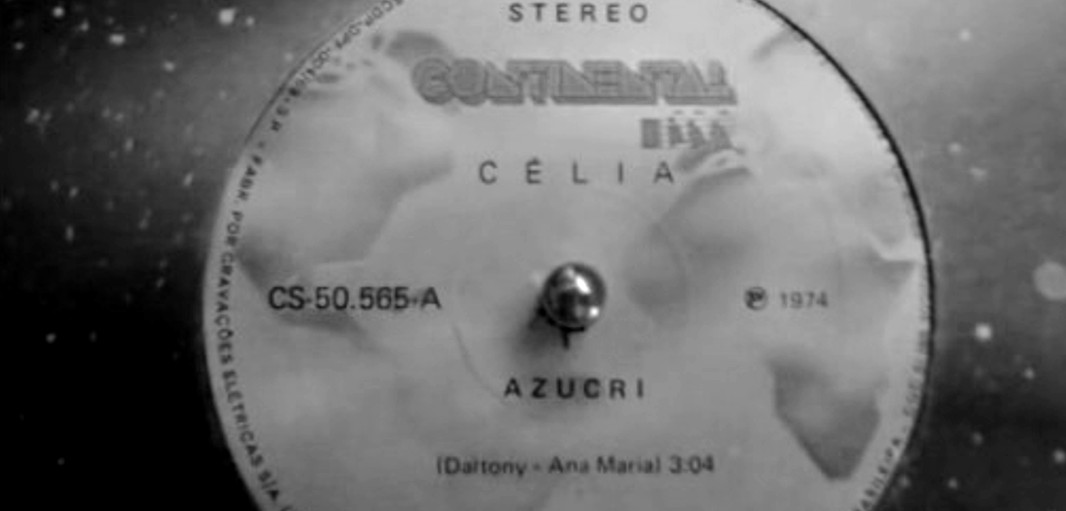 STEREO
CONTINENTAL
CÉLIA
CS-50.565-A
℗ 1974
AZUCRI
(Daltony - Ana Maria) 3:04
FABR. POR GRAVAÇÕES ELÉTRICAS S/A.